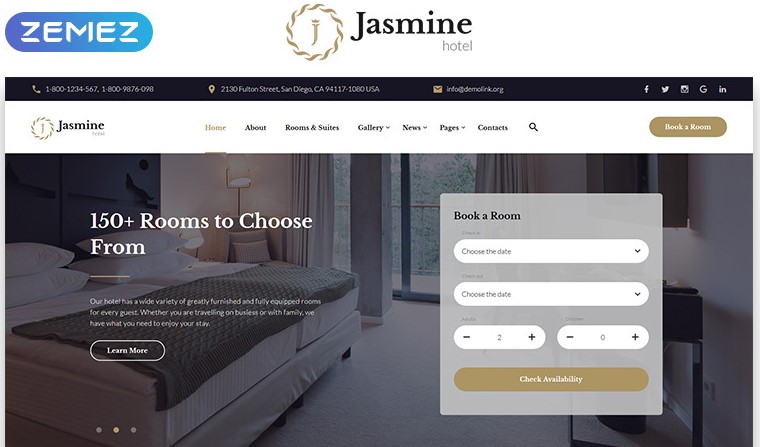 ZEMEZ
Jasmine
hotel
1-800-1234-567, 1-800-9876-098
2130 Fulton Street, San Diego, CA 94117-1080 USA
info@demolink.org
J
Jasmine
hotel
Home
About
Rooms & Suites
Gallery
News
Pages
Contacts
Book a Room
150+ Rooms to Choose
From
Our hotel has a wide variety of greatly furnished and fully equipped rooms
for every guest. Whether you are travelling on busiess or with family, we
have what you need to enjoy your stay.
Learn More
Book a Room
Check in
Choose the date
Check out
Choose the date
Adults
Children
2
0
Check Availability